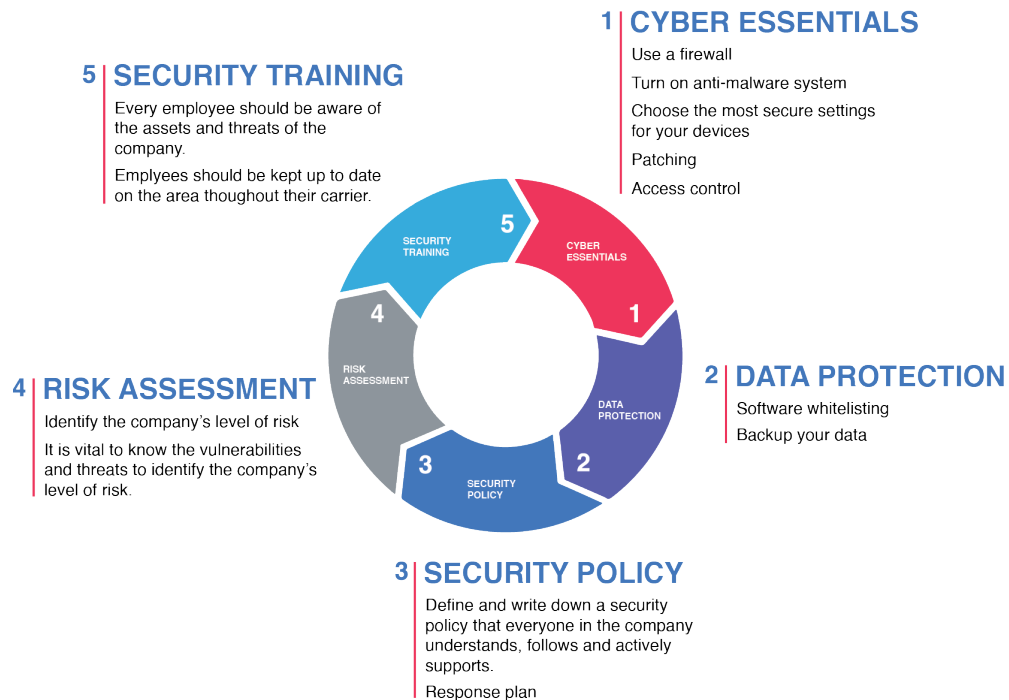 1 CYBER ESSENTIALS
Use a firewall
Turn on anti-malware system
Choose the most secure settings
for your devices
Patching
Access control
5 SECURITY TRAINING
Every employee should be aware of
the assets and threats of the
company.
Emplyees should be kept up to date
on the area thoughout their carrier.
5
SECURITY
TRAINING
CYBER
ESSENTIALS
1
4
RISK
ASSESSMENT
DATA
PROTECTION
2
3
SECURITY
POLICY
4 RISK ASSESSMENT
Identify the company’s level of risk
It is vital to know the vulnerabilities
and threats to identify the company’s
level of risk.
2 DATA PROTECTION
Software whitelisting
Backup your data
3 SECURITY POLICY
Define and write down a security
policy that everyone in the company
understands, follows and actively
supports.
Response plan